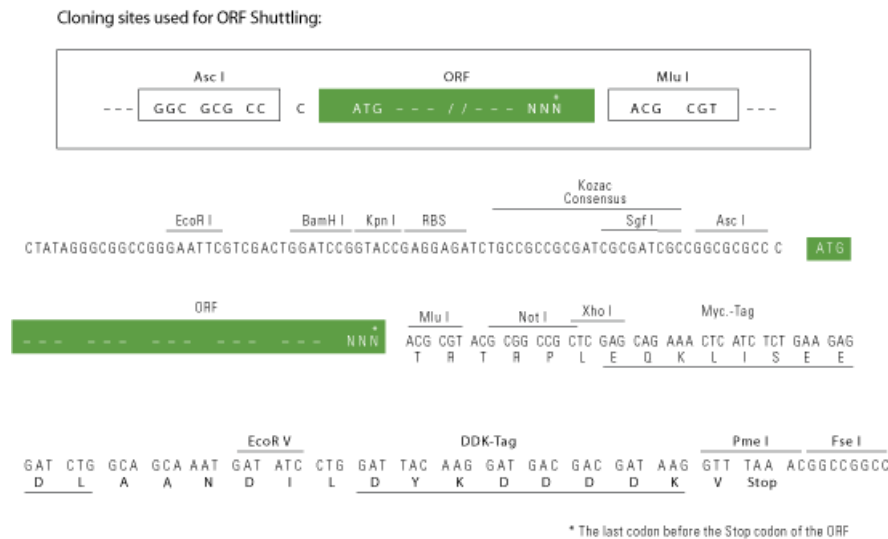 Cloning sites used for ORF Shuttling:
Asc I ORF Mlu I
--- GGC GCG CC C ATG --- // --- NNN* ACG CGT ---
Kozac
Consensus
EcoR I BamH I Kpn I RBS Sgf I Asc I
CTATAGGGCGGCCGGGAATTCGTCGACTGGATCCGGTACCGAGGAGATCTGCCGCCGCGATCGCGATCGCCGGCGCGCC C ATG
ORF Mlu I Not I Xho I Myc.-Tag
--- --- --- --- --- NNN* ACG CGT ACG CGG CCG CTC GAG CAG AAA CTC ATC TCT GAA GAG
T R T R P L E Q K L I S E E
EcoR V DDK-Tag Pme I Fse I
GAT CTG GCA GCA AAT GAT ATC CTG GAT TAC AAG GAT GAC GAC GAT AAG GTT TAA ACGGCCGGCC
D L A A N D I L D Y K D D D D K V Stop
* The last codon before the Stop codon of the ORF